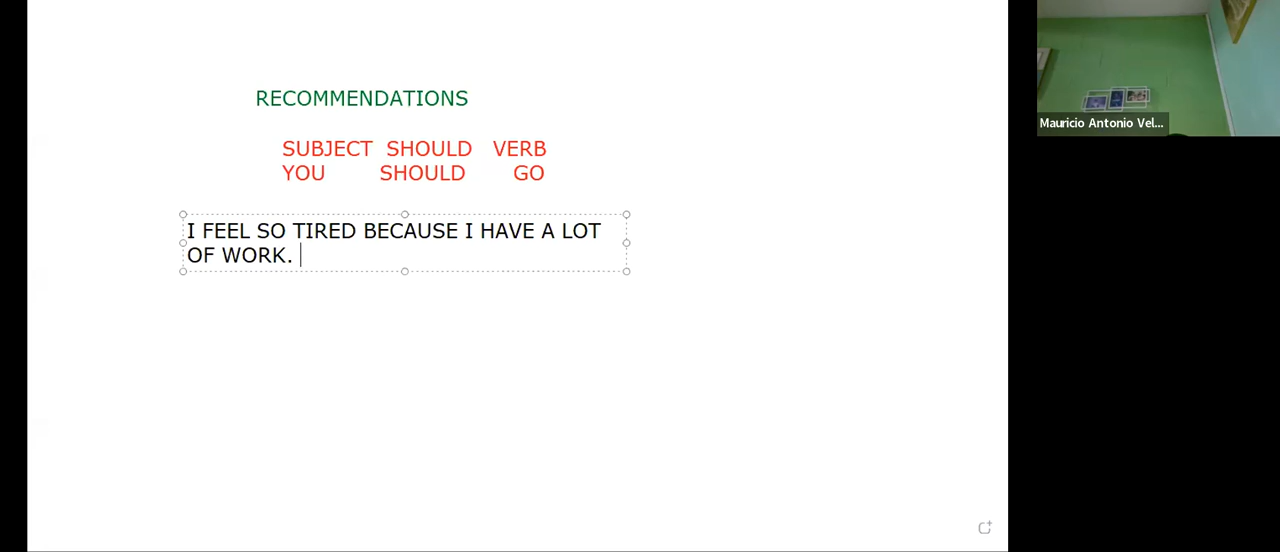 RECOMMENDATIONS
SUBJECT SHOULD VERB
YOU SHOULD GO
I FEEL SO TIRED BECAUSE I HAVE A LOT
OF WORK.
Mauricio Antonio Vel...